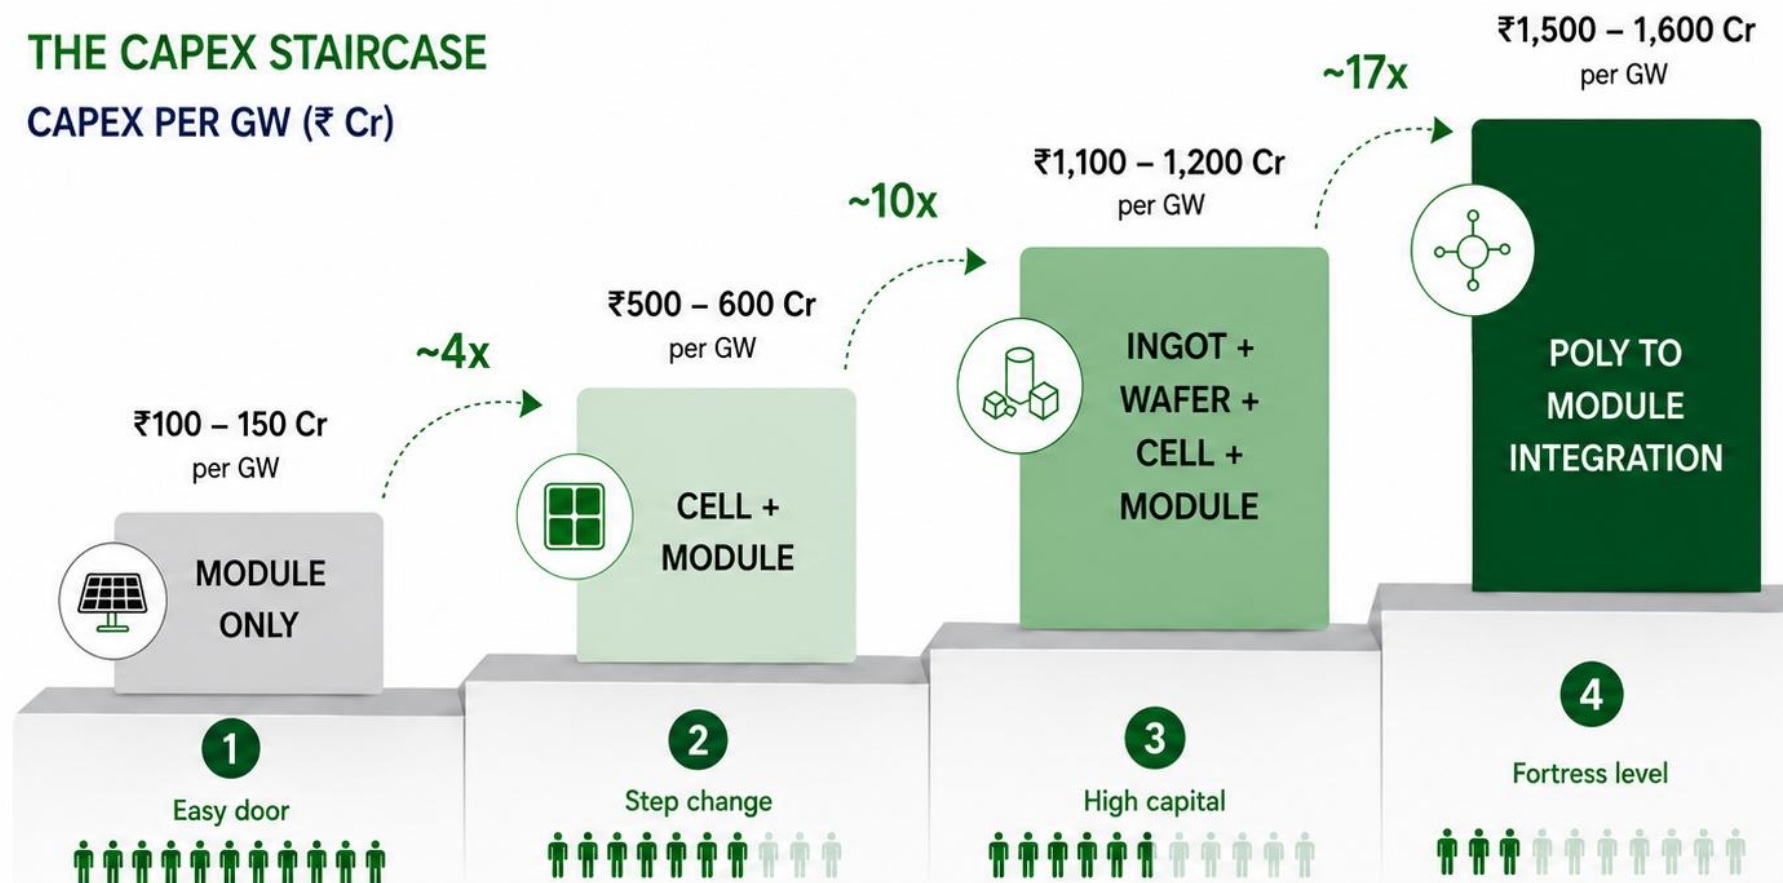 THE CAPEX STAIRCASE
CAPEX PER GW (₹ Cr)
₹100 – 150 Cr
per GW
MODULE
ONLY
1
Easy door
~4x
₹500 – 600 Cr
per GW
CELL +
MODULE
2
Step change
~10x
₹1,100 – 1,200 Cr
per GW
INGOT +
WAFER +
CELL +
MODULE
3
High capital
~17x
₹1,500 – 1,600 Cr
per GW
POLY TO
MODULE
INTEGRATION
4
Fortress level